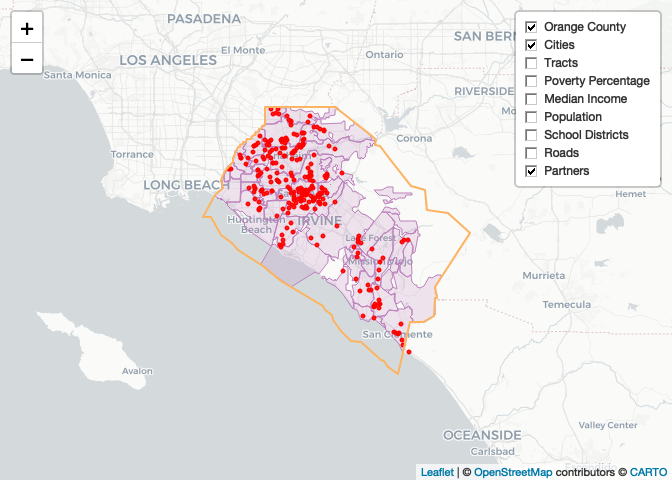 +
−
PASADENA
LOS ANGELES
El Monte
Santa Monica
Ontario
SAN BERN
RIVERSIDE
Mo
Corona
Torrance
LONG BEACH
Huntington
Beach
IRVINE
Lake Forest
Mission Viejo
San Clemente
Hemet
Murrieta
Temecula
Avalon
OCEANSIDE
Carlsbad
Valley Center
Orange County
Cities
Tracts
Poverty Percentage
Median Income
Population
School Districts
Roads
Partners
Leaflet | © OpenStreetMap contributors © CARTO